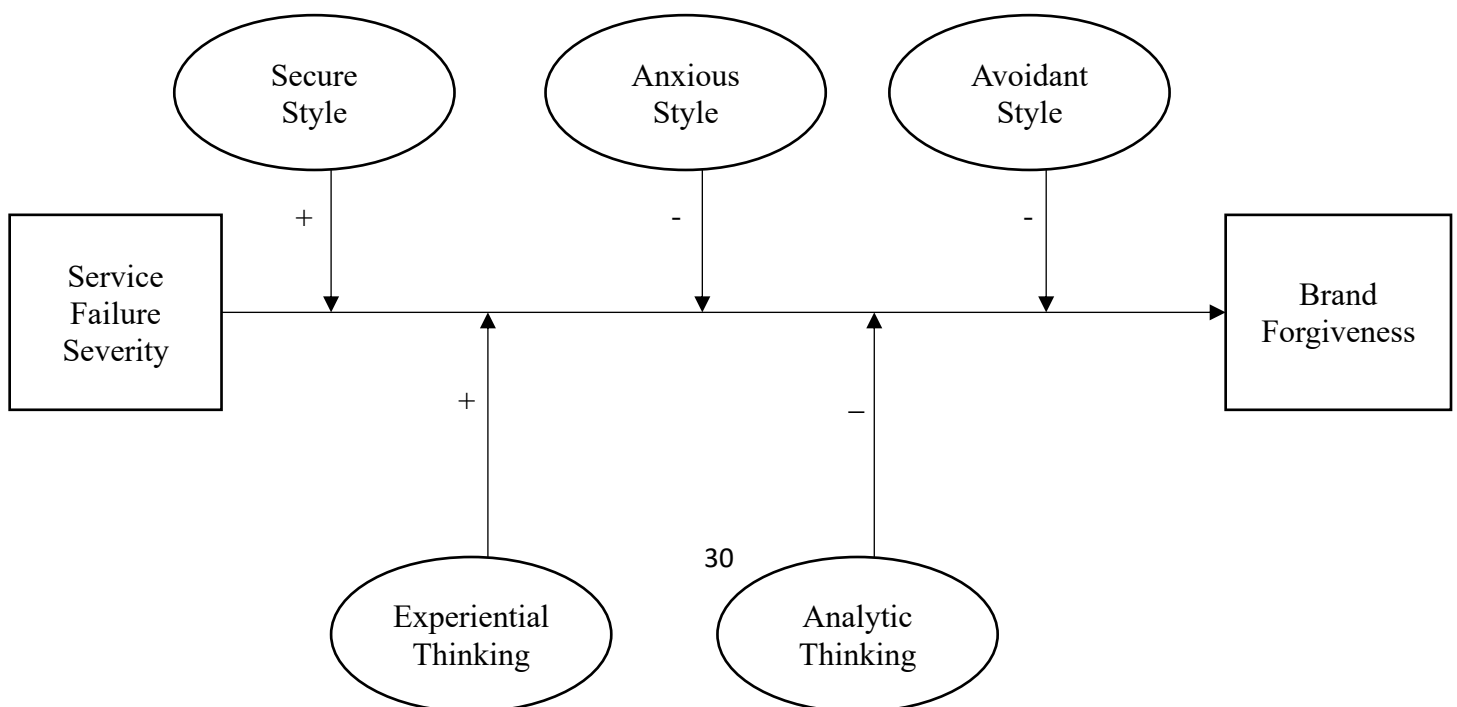 Secure
Style
Anxious
Style
Avoidant
Style
+
-
-
Service
Failure
Severity
Brand
Forgiveness
+
–
30
Experiential
Thinking
Analytic
Thinking